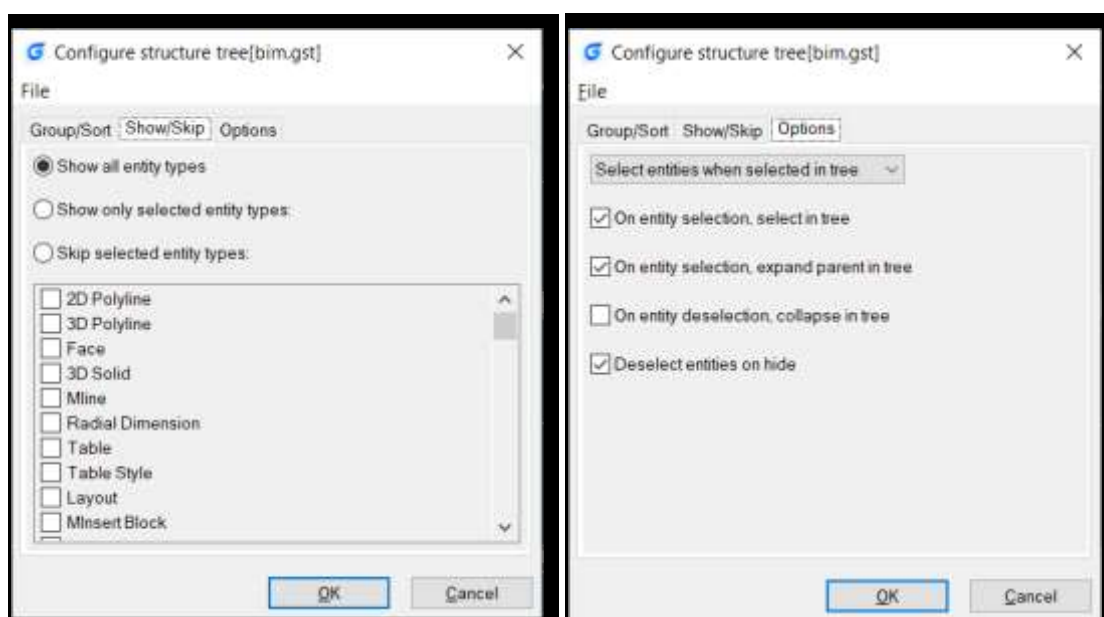 Configure structure tree[bim.gst]
File
Group/Sort Show/Skip Options
Show all entity types
Show only selected entity types:
Skip selected entity types:
2D Polyline
3D Polyline
Face
3D Solid
Mline
Radial Dimension
Table
Table Style
Layout
MInsert Block
OK Cancel
Configure structure tree[bim.gst]
File
Group/Sort Show/Skip Options
Select entities when selected in tree
On entity selection, select in tree
On entity selection, expand parent in tree
On entity deselection, collapse in tree
Deselect entities on hide
OK Cancel